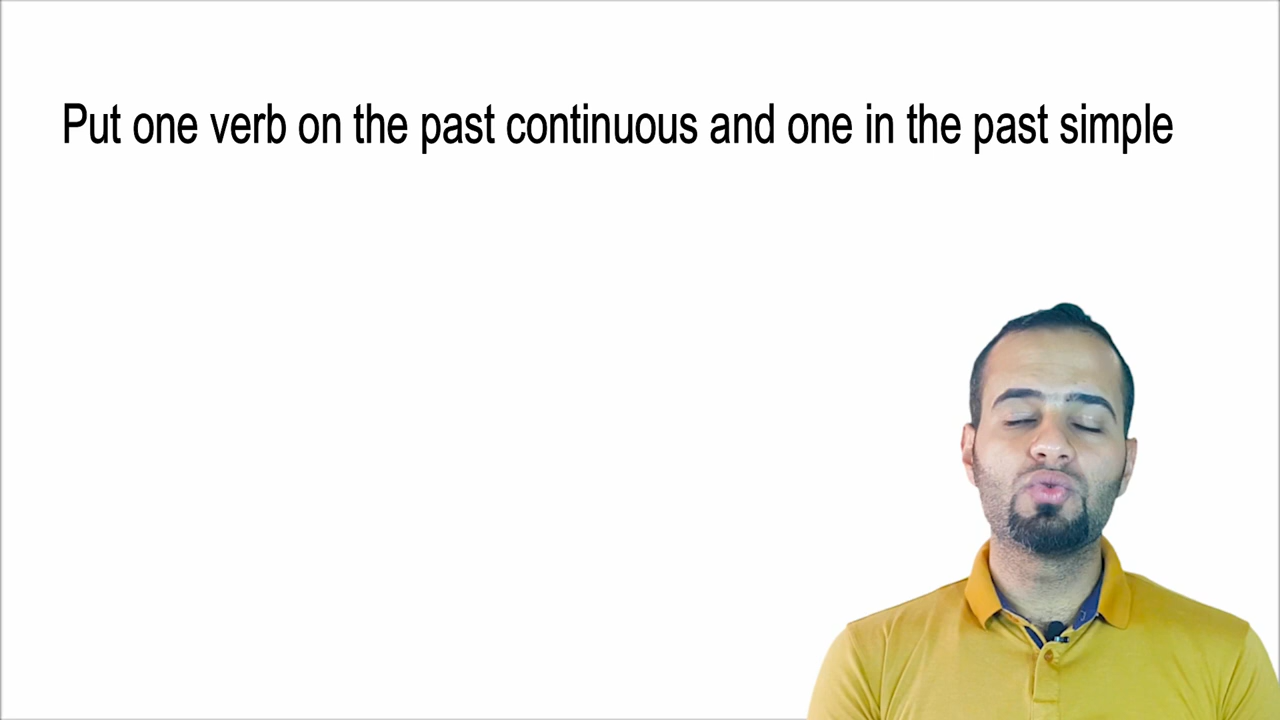 Put one verb on the past continuous and one in the past simple